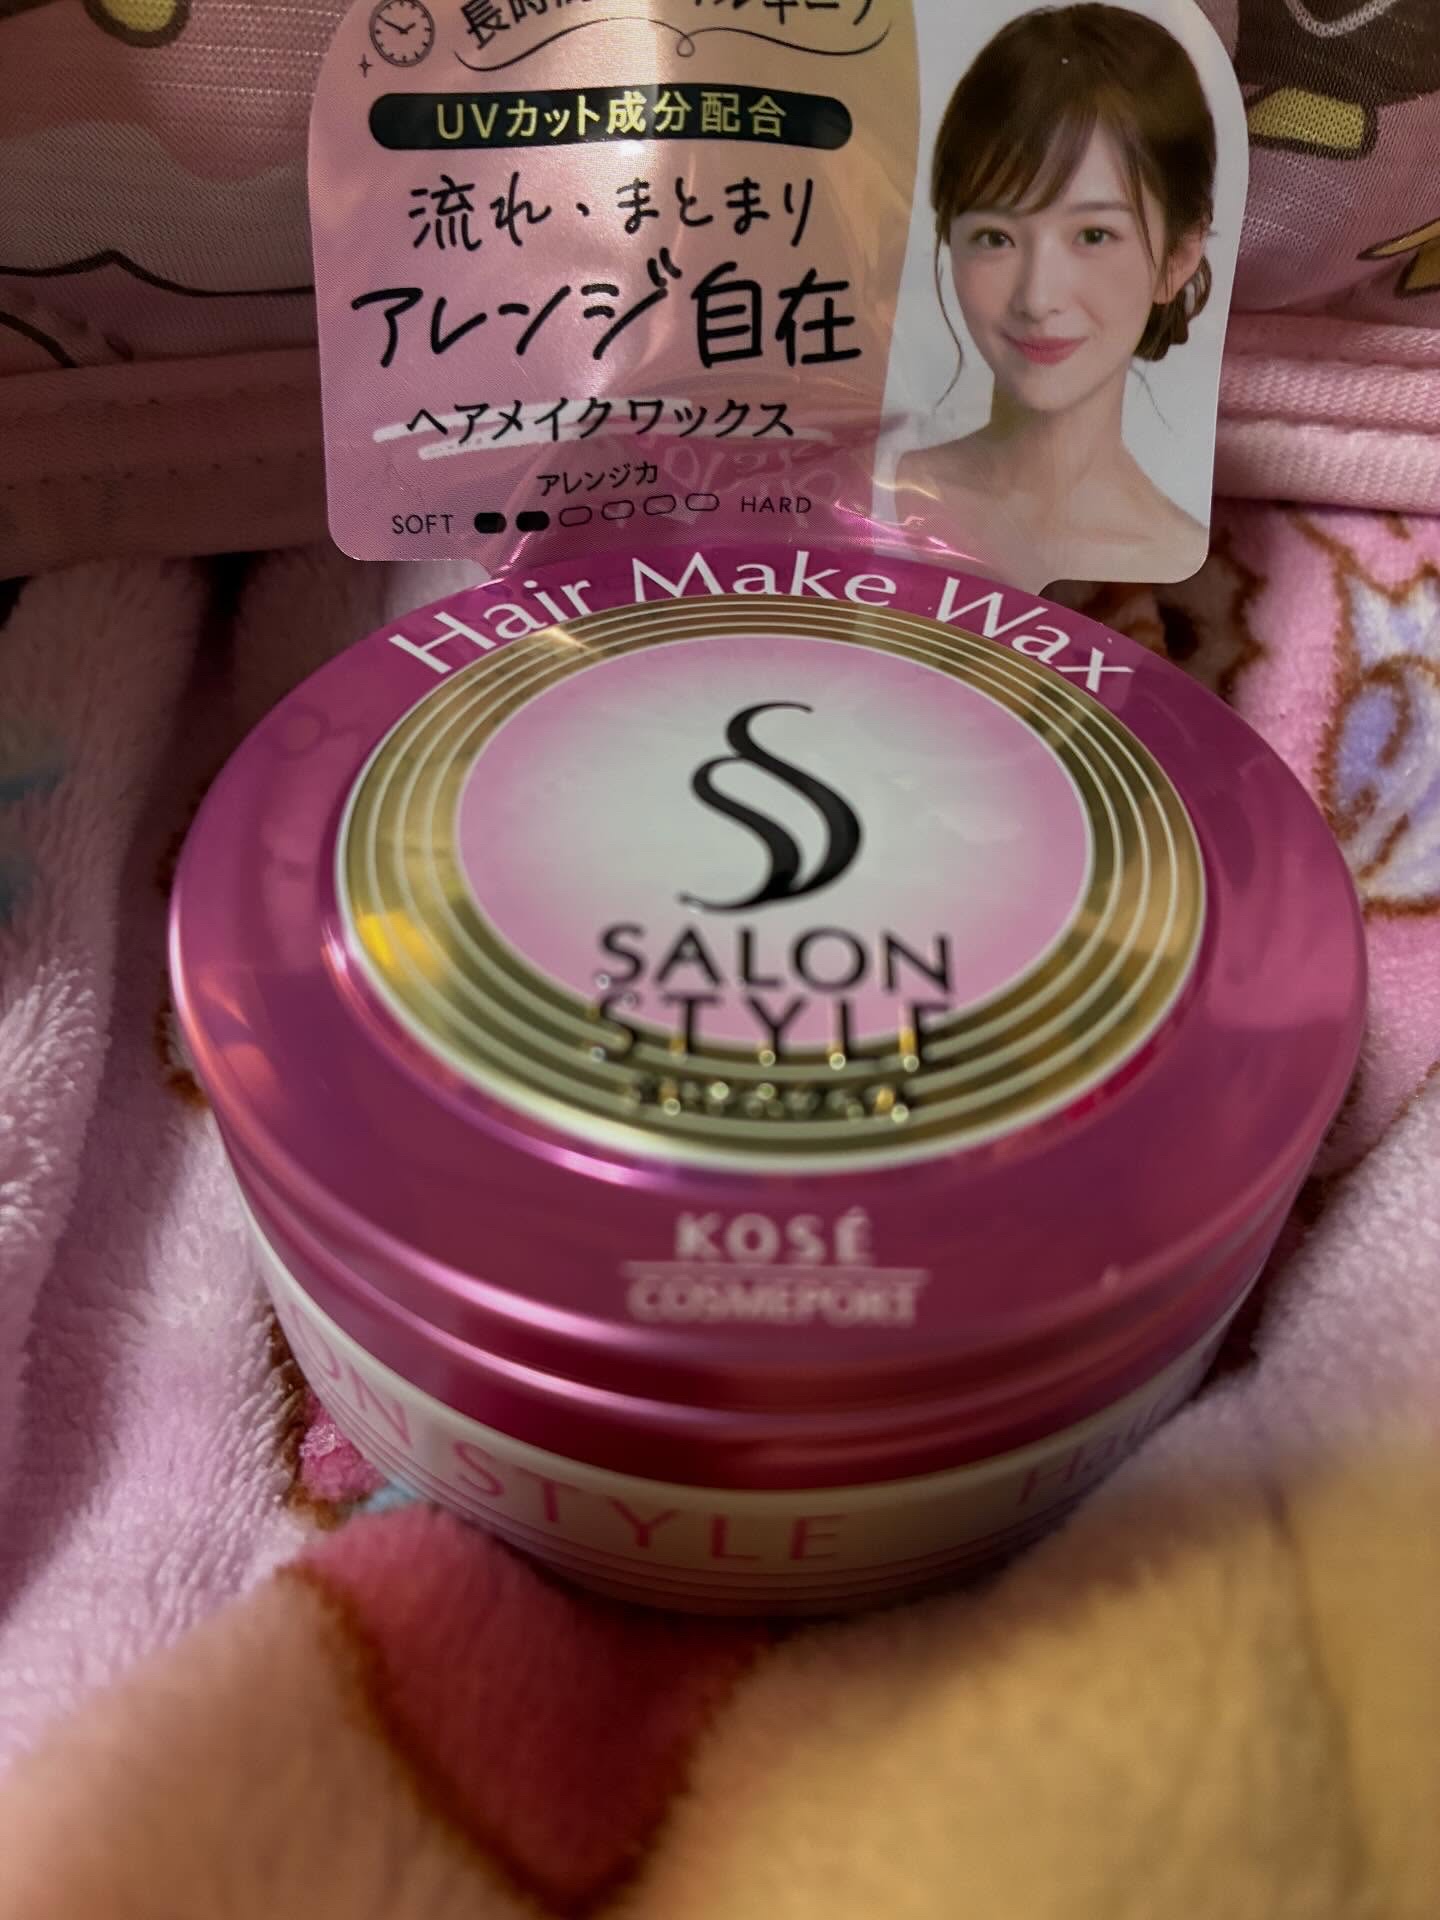 UVカット成分配合
流れ、まとまり
アレンジ自在
ヘアメイクワックス
アレンジ力
SOFT HARD
Hair Make Wax
SALON
STYLE
KOSÉ
COSMEPORT
STYLE
Hair